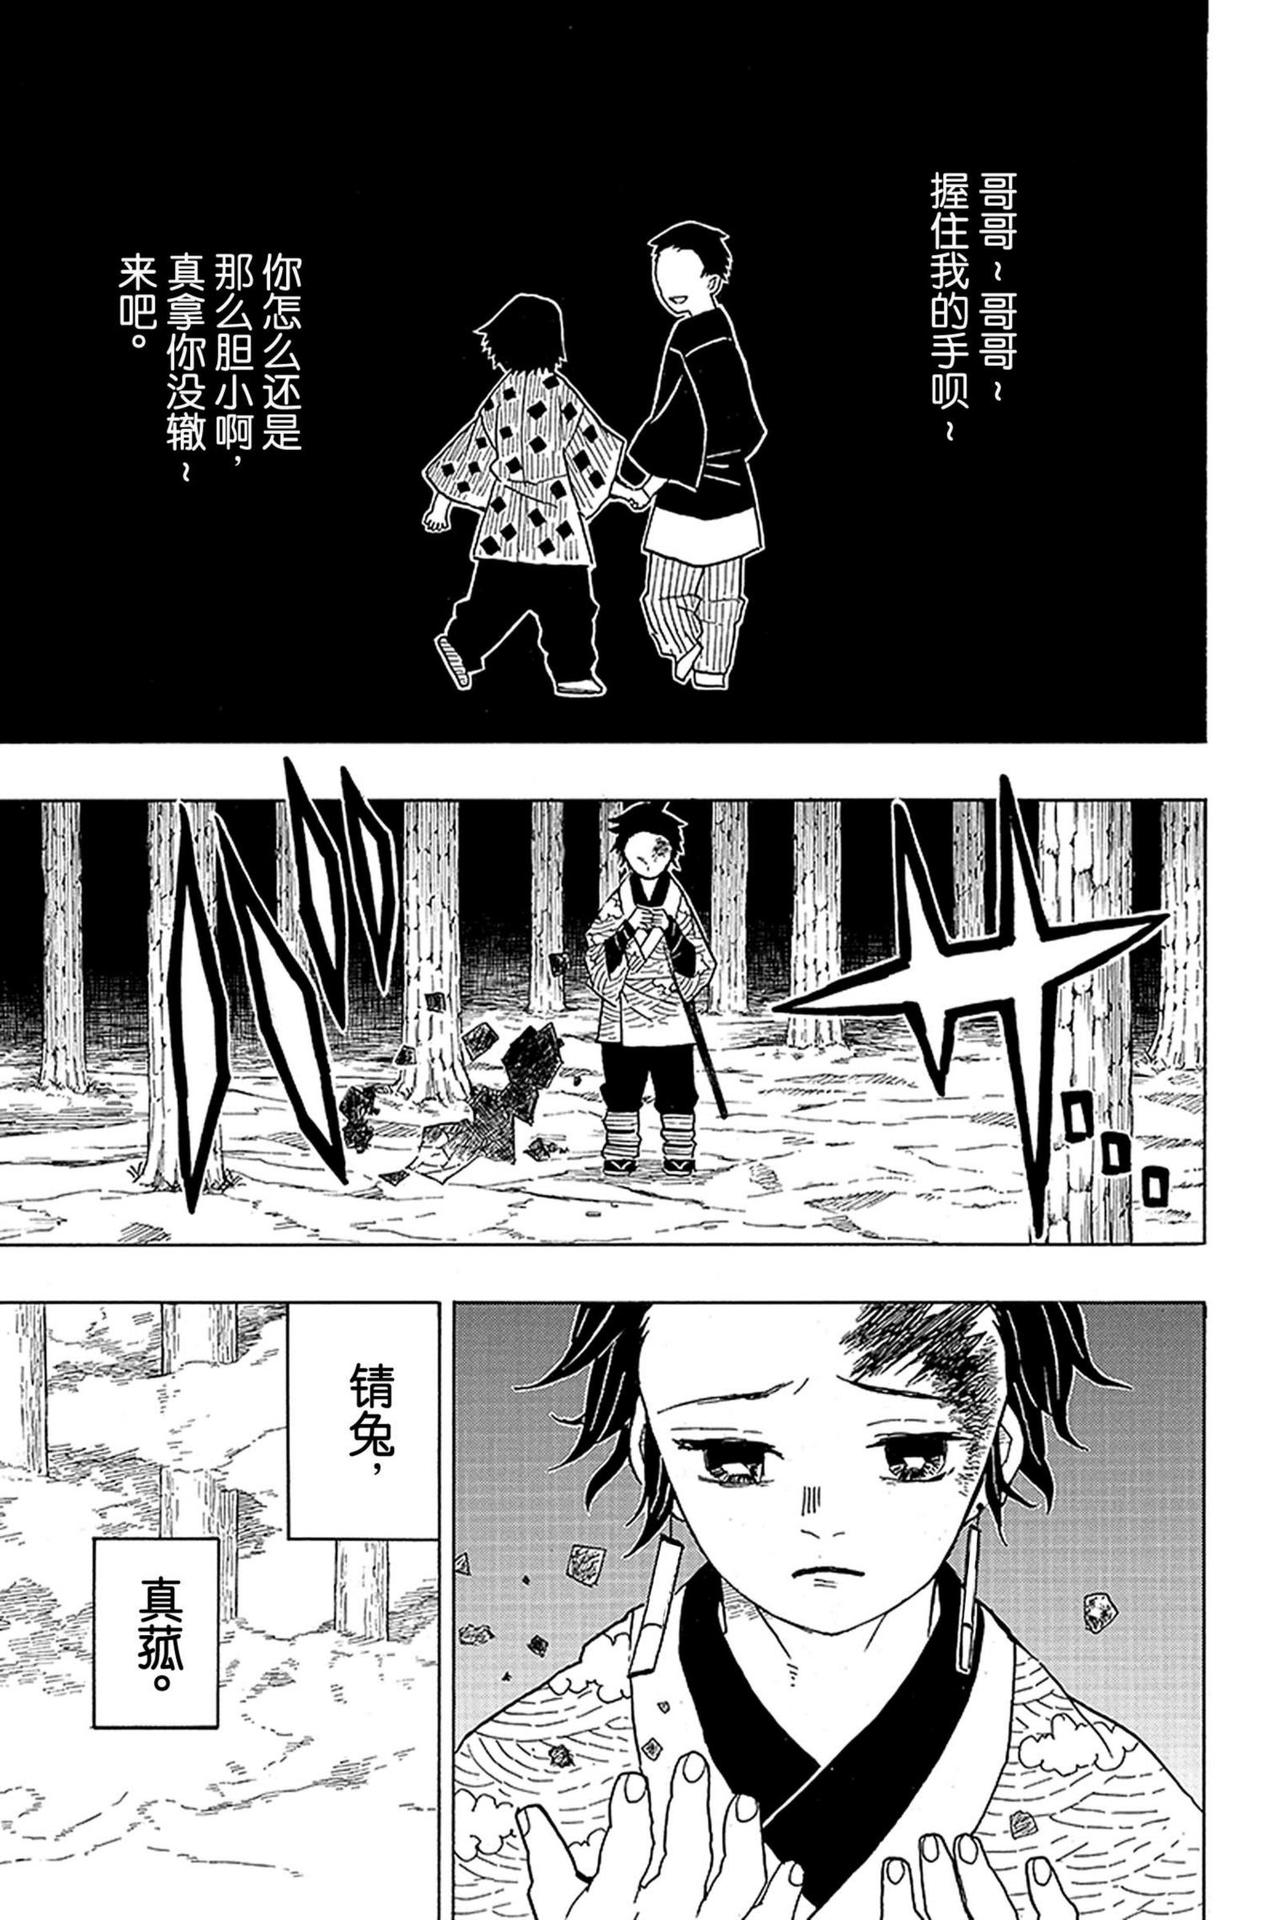 哥哥~哥哥~
握住我的手呗~
你怎么还是
那么胆小啊，
真拿你没辙~
来吧。
锖兔，
真菰。